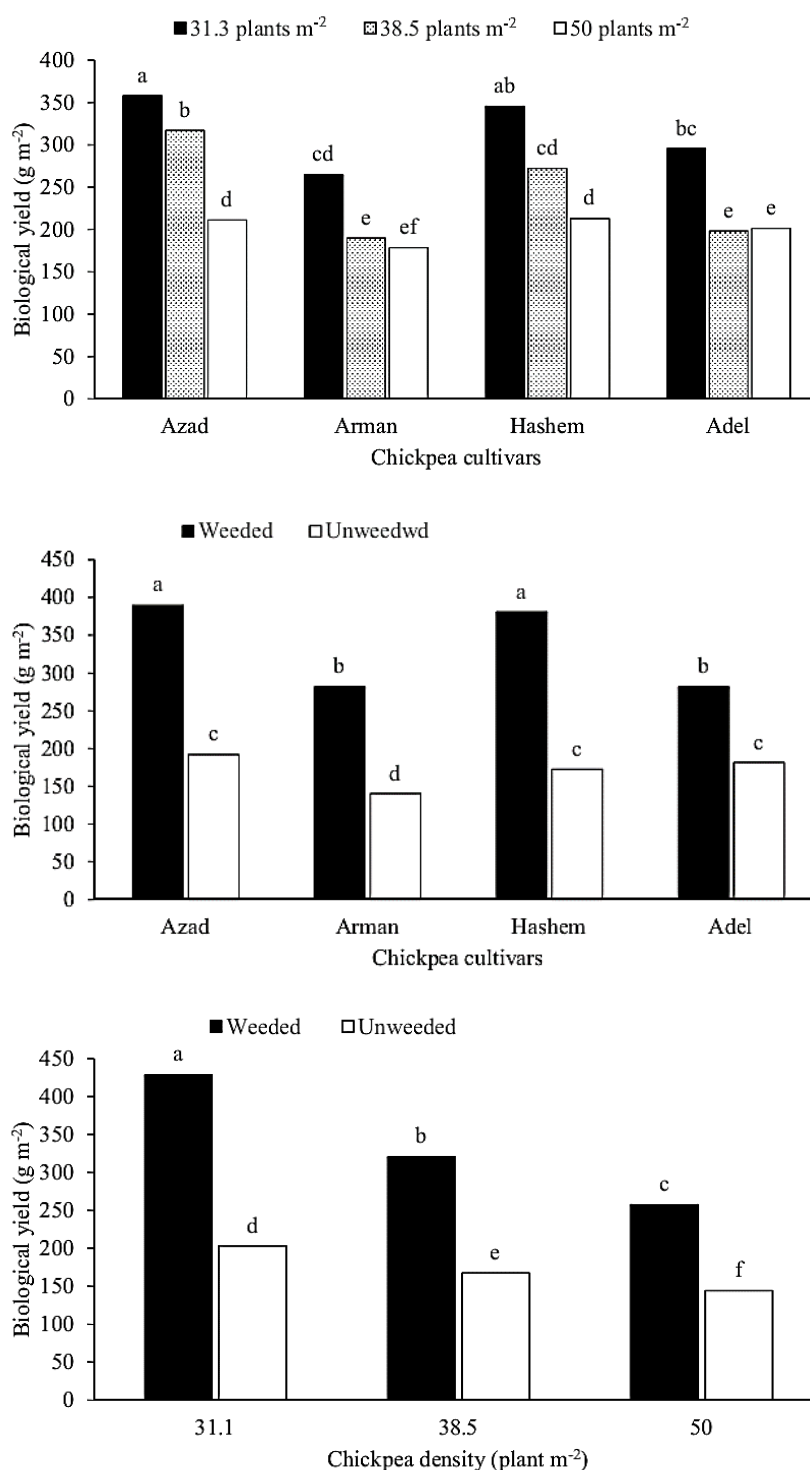 31.3 plants m-2 38.5 plants m-2 50 plants m-2
400
350
300
250
200
150
100
50
0
Biological yield (g m-2)
a
b
d
cd
e
ef
ab
cd
d
bc
e
e
Azad Arman Hashem Adel
Chickpea cultivars
Weeded Unweedwd
450
400
350
300
250
200
150
100
50
0
Biological yield (g m-2)
a
c
b
d
a
c
b
c
Azad Arman Hashem Adel
Chickpea cultivars
Weeded Unweeded
450
400
350
300
250
200
150
100
50
0
Biological yield (g m-2)
a
d
b
e
c
f
31.1 38.5 50
Chickpea density (plant m-2)